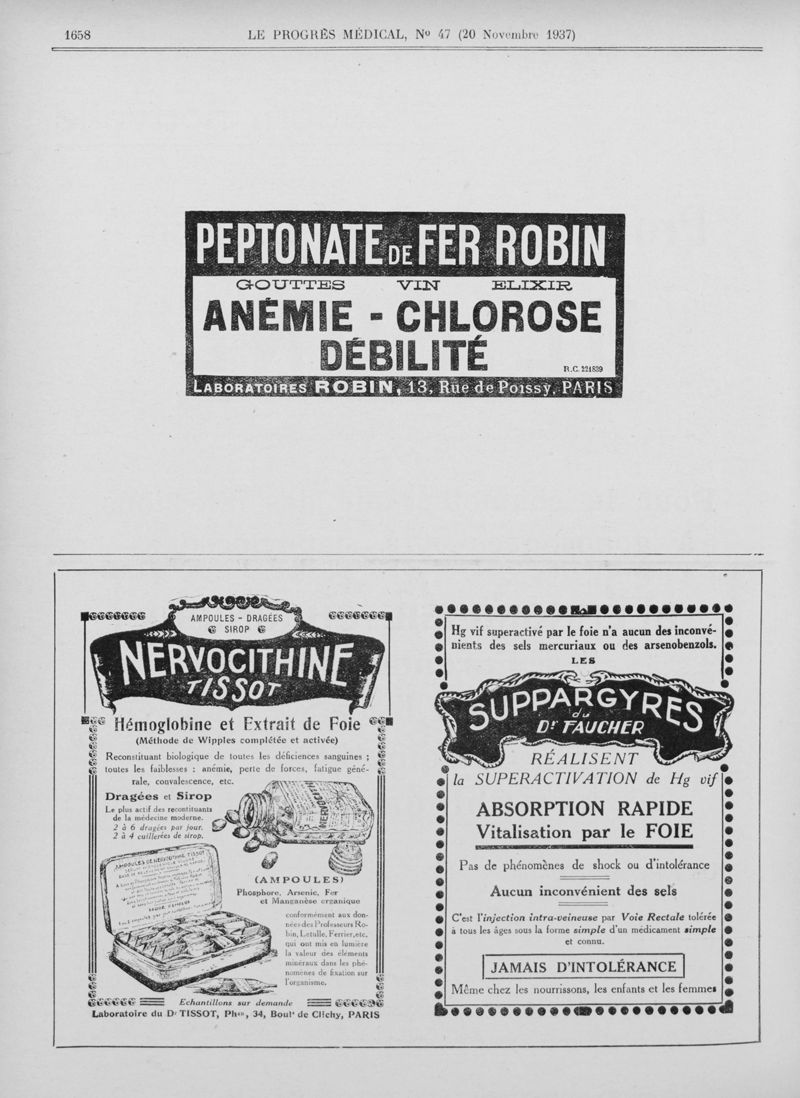 1658
LE PROGRÈS MÉDICAL, No 47 (20 Novembre 1937)
PEPTONATE DE FER ROBIN
GOUTTES VIN ELIXIR
ANÉMIE - CHLOROSE
DÉBILITÉ
R.C. 221839
LABORATOIRES ROBIN, 13, Rue de Poissy, PARIS
AMPOULES - DRAGÉES
SIROP
NERVOCITHINE
TISSOT
Hémoglobine et Extrait de Foie
(Méthode de Wipples complétée et activée)
Reconstituant biologique de toutes les déficiences sanguines ;
toutes les faiblesses : anémie, perte de forces, fatigue géné-
rale, convalescence, etc.
Dragées et Sirop
Le plus actif des reconstituants
de la médecine moderne.
2 à 6 dragées par jour.
2 à 4 cuillerées de sirop.
NERVOCITHINE
AMPOULES DE NERVOCITHINE TISSOT
(AMPOULES)
Phosphore, Arsenic, Fer
et Manganèse organique
conformément aux don-
nées des Professeurs Ro-
bin, Letulle, Ferrier, etc.
qui ont mis en lumière
la valeur des éléments
minéraux dans les phé-
nomènes de fixation sur
l'organisme.
Echantillons sur demande
Laboratoire du Dr TISSOT, Phien, 34, Bould de Clichy, PARIS
Hg vif superactivé par le foie n'a aucun des inconvé-
nients des sels mercuriaux ou des arsenobenzols.
LES
SUPPARGYRES
du
Dr FAUCHER
RÉALISENT
la SUPERACTIVATION de Hg vif
ABSORPTION RAPIDE
Vitalisation par le FOIE
Pas de phénomènes de shock ou d'intolérance
Aucun inconvénient des sels
C'est l'injection intra-veineuse par Voie Rectale tolérée
à tous les âges sous la forme simple d'un médicament simple
et connu.
JAMAIS D'INTOLÉRANCE
Même chez les nourrissons, les enfants et les femmes